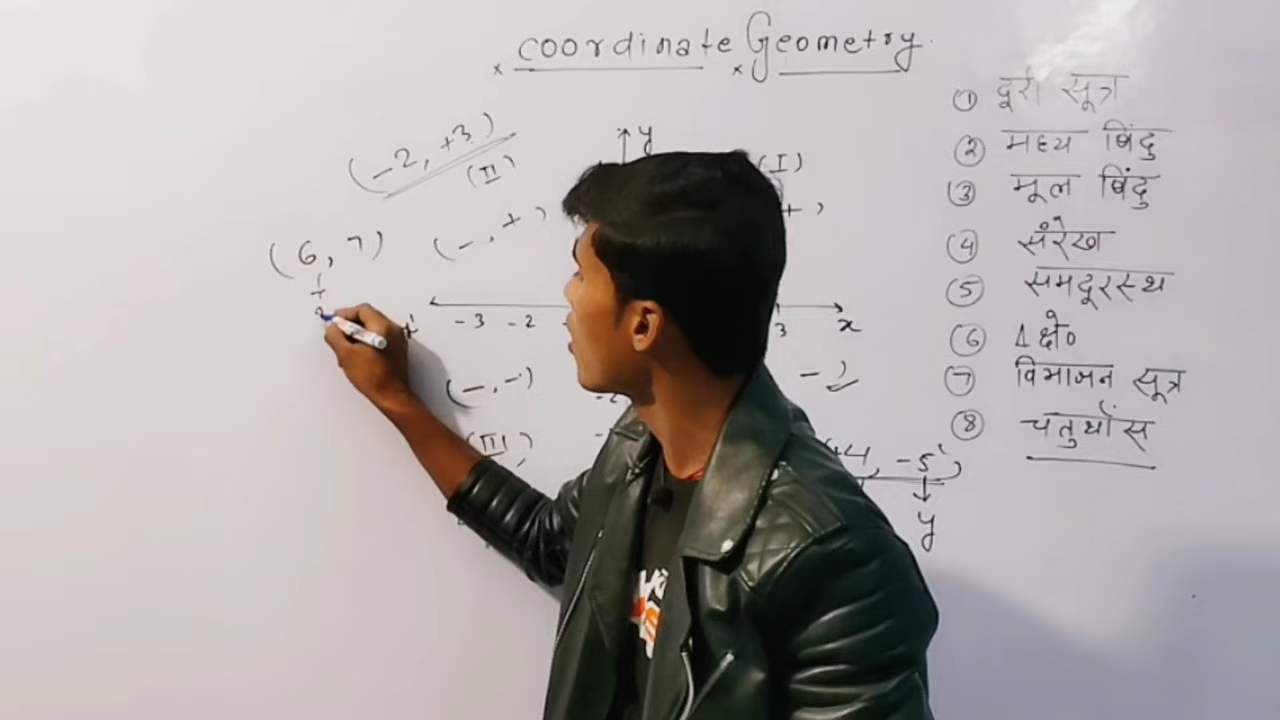 coordinate Geometry
(-2, +3)
(II)
y
(I)
(-, +)
+ )
(6, 7)
-3 -2
3 x
(-, -)
- )
-2
(III)
+4, -5)
y
① दूरी सूत्र
② मध्य बिंदु
③ मूल बिंदु
④ संरेख
⑤ समदूरस्थ
⑥ Δ क्षे०
⑦ विभाजन सूत्र
⑧ चतुर्थांस